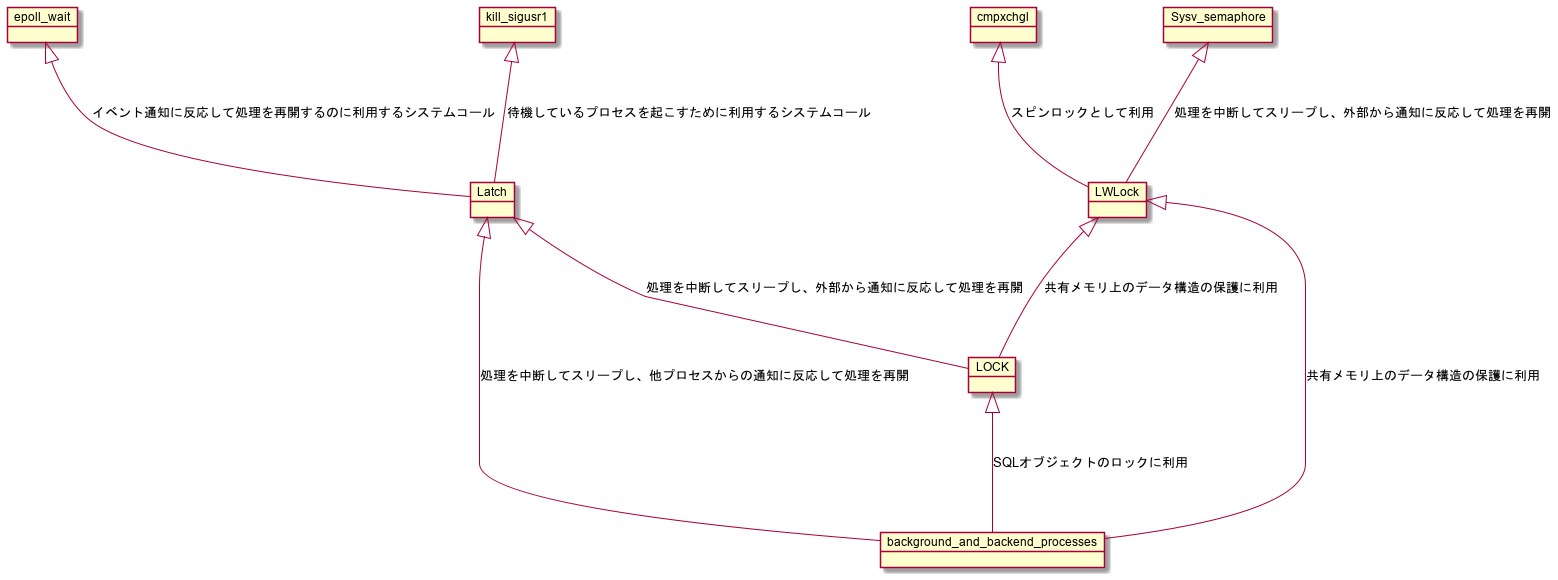 epoll_wait
kill_sigusr1
cmpxchgl
Sysv_semaphore
イベント通知に反応して処理を再開するのに利用するシステムコール
待機しているプロセスを起こすために利用するシステムコール
スピンロックとして利用
処理を中断してスリープし、外部から通知に反応して処理を再開
Latch
LWLock
処理を中断してスリープし、外部から通知に反応して処理を再開
共有メモリ上のデータ構造の保護に利用
LOCK
処理を中断してスリープし、他プロセスからの通知に反応して処理を再開
共有メモリ上のデータ構造の保護に利用
SQLオブジェクトのロックに利用
background_and_backend_processes